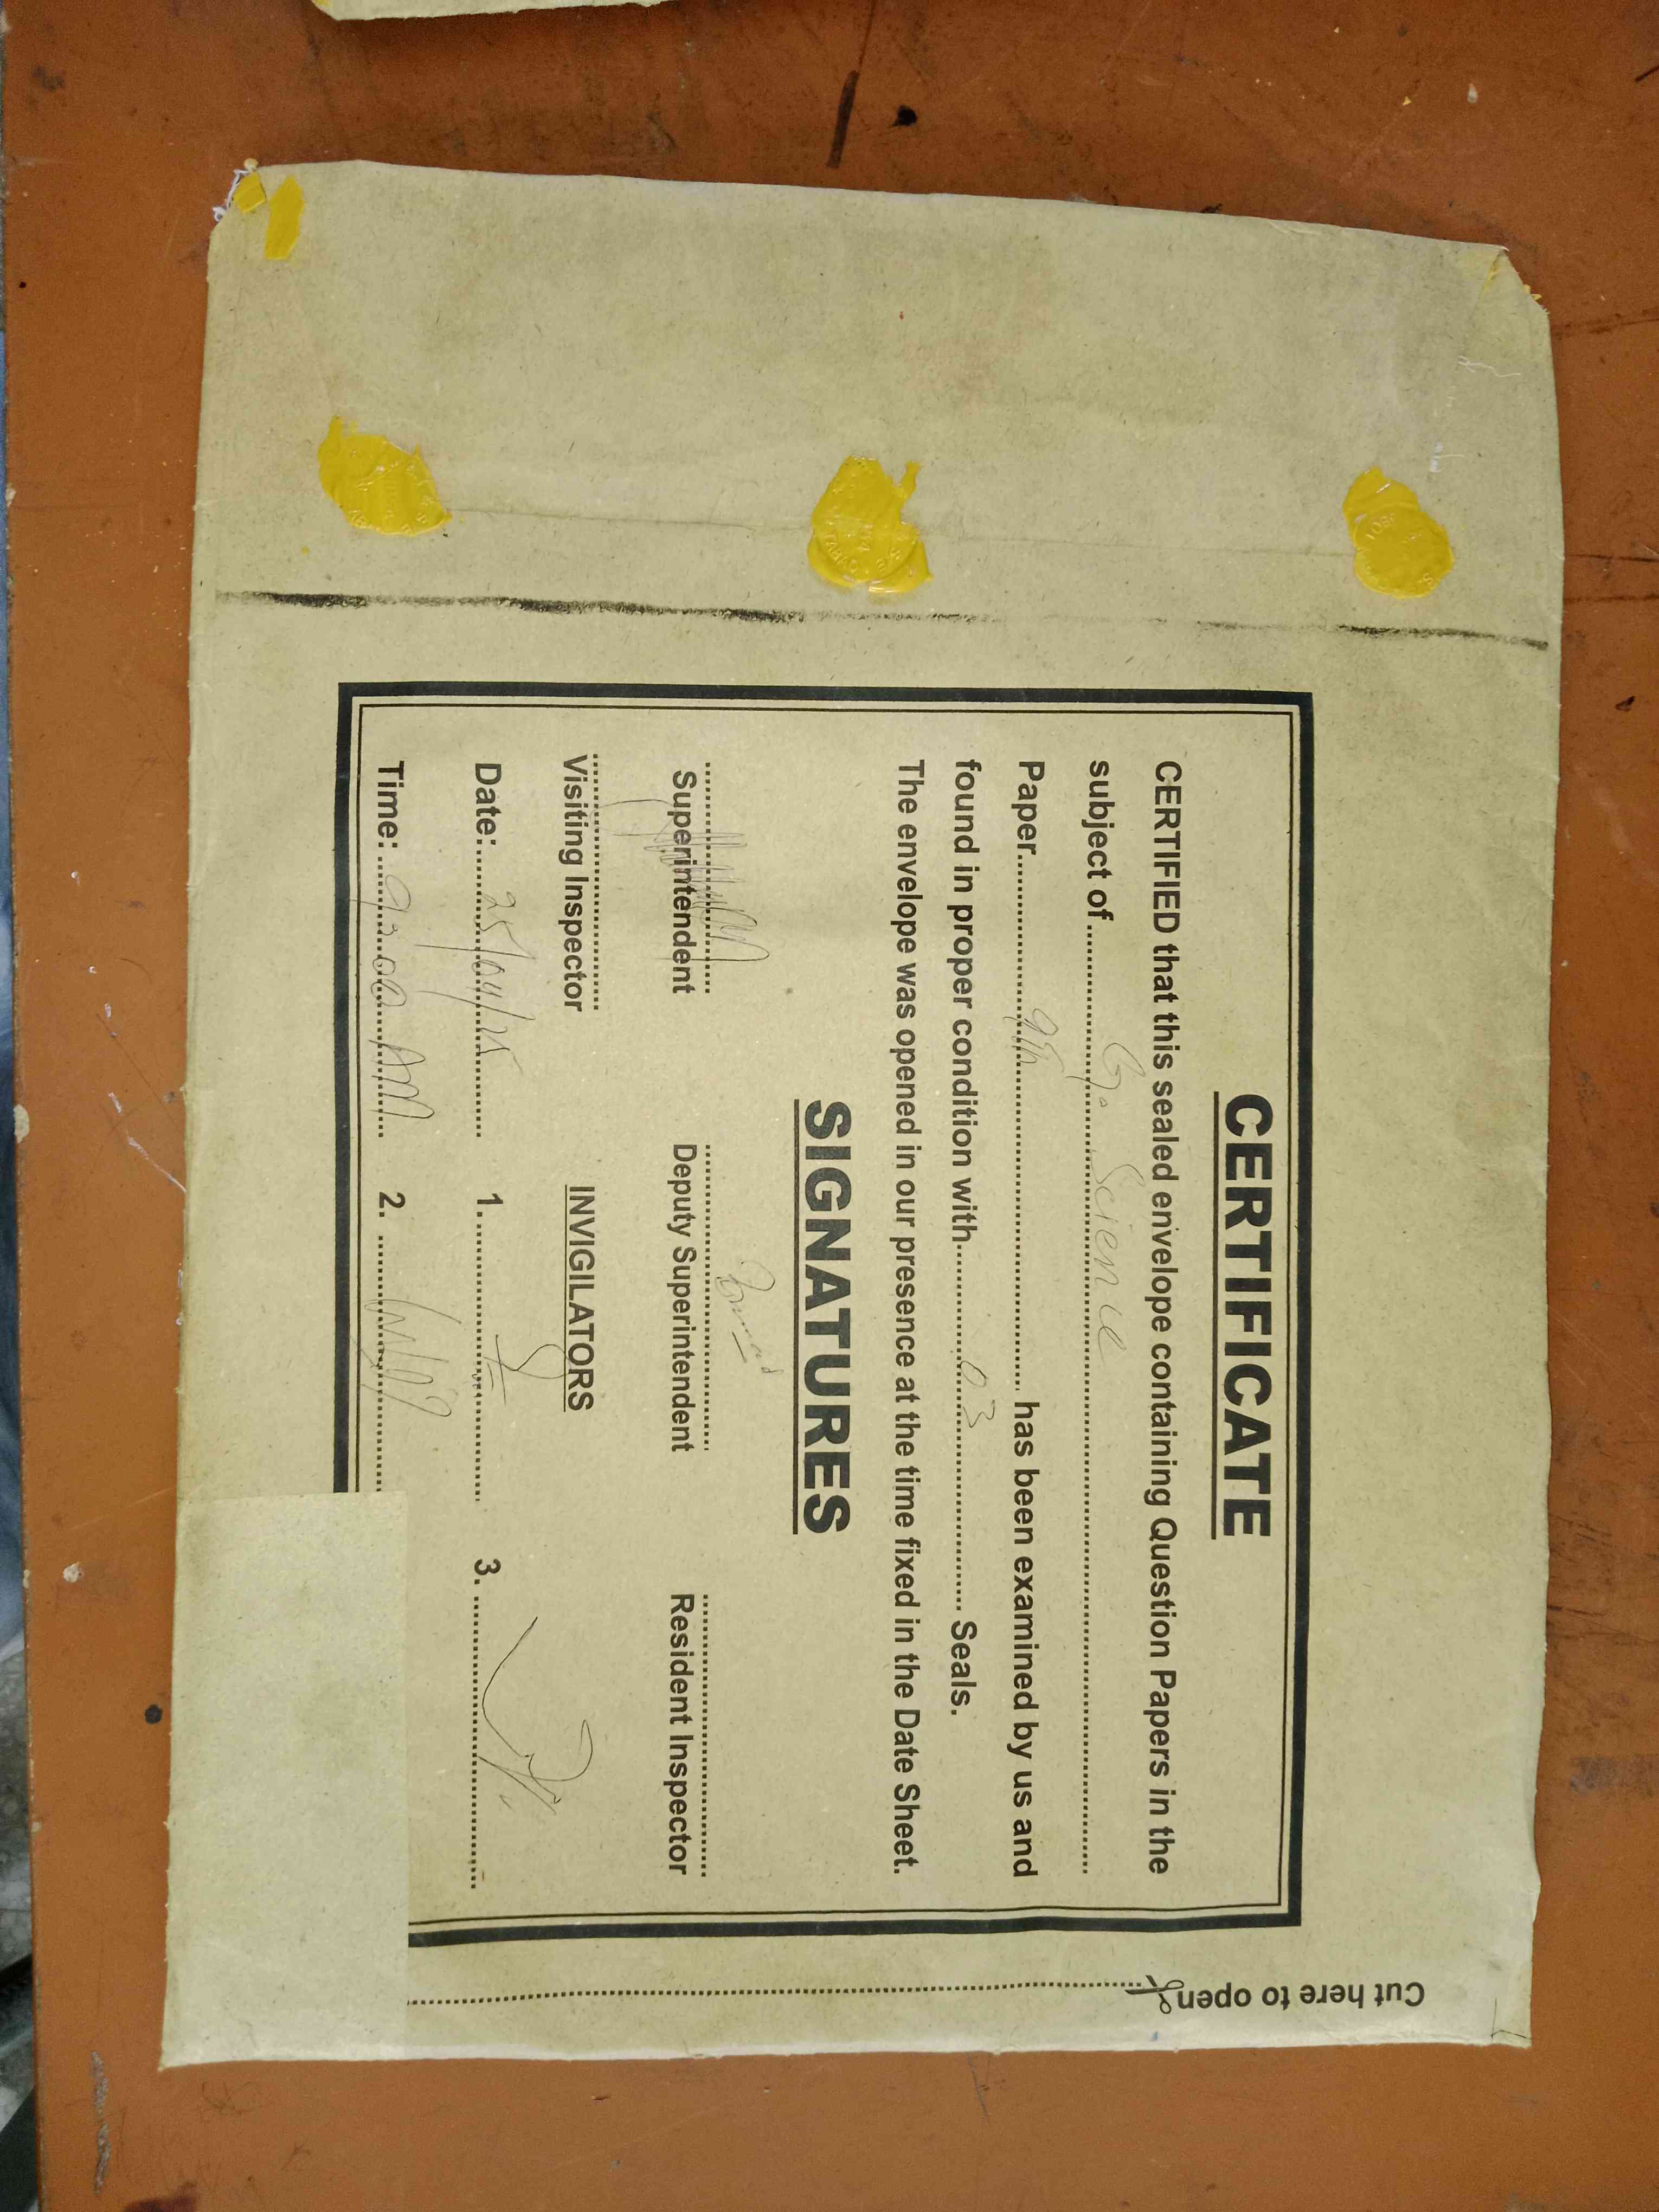 CERTIFICATE
CERTIFIED that this sealed envelope containing Question Papers in the
subject of.......... G. Science ..........
Paper.......... 9th .......... has been examined by us and
found in proper condition with.......... 03 .......... Seals.
The envelope was opened in our presence at the time fixed in the Date Sheet.
SIGNATURES
Superintendent Deputy Superintendent Resident Inspector
Visiting Inspector INVIGILATORS
Date:..... 25/04/25 ..... 1. .......... 3. ..........
Time: ..... 9:00 AM ..... 2. ..........
Cut here to open